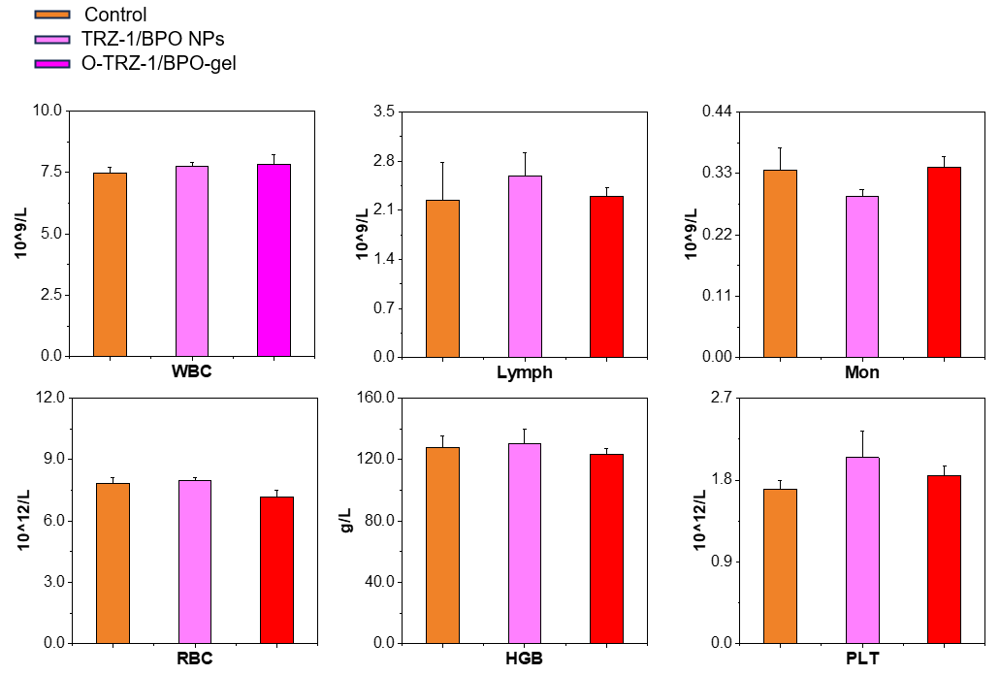 Control
TRZ-1/BPO NPs
O-TRZ-1/BPO-gel
10.0
7.5
5.0
2.5
0.0
10^9/L
WBC
3.5
2.8
2.1
1.4
0.7
0.0
10^9/L
Lymph
0.44
0.33
0.22
0.11
0.00
10^9/L
Mon
12.0
9.0
6.0
3.0
0.0
10^12/L
RBC
160.0
120.0
80.0
40.0
0.0
g/L
HGB
2.7
1.8
0.9
0.0
10^12/L
PLT